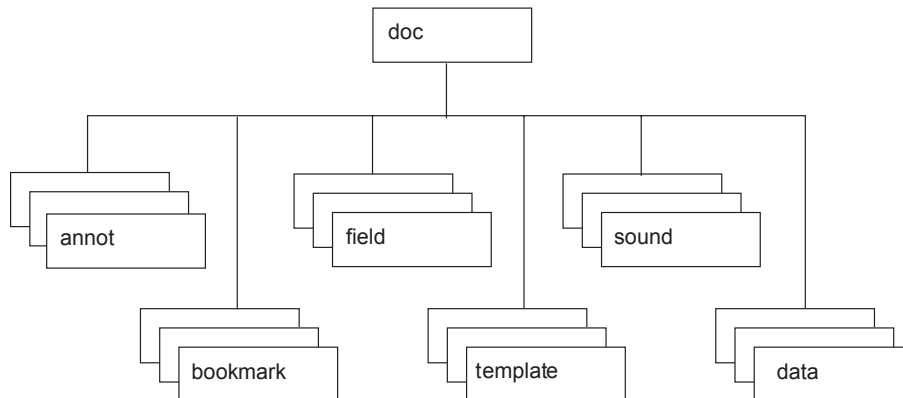 doc
annot
field
sound
bookmark
template
data